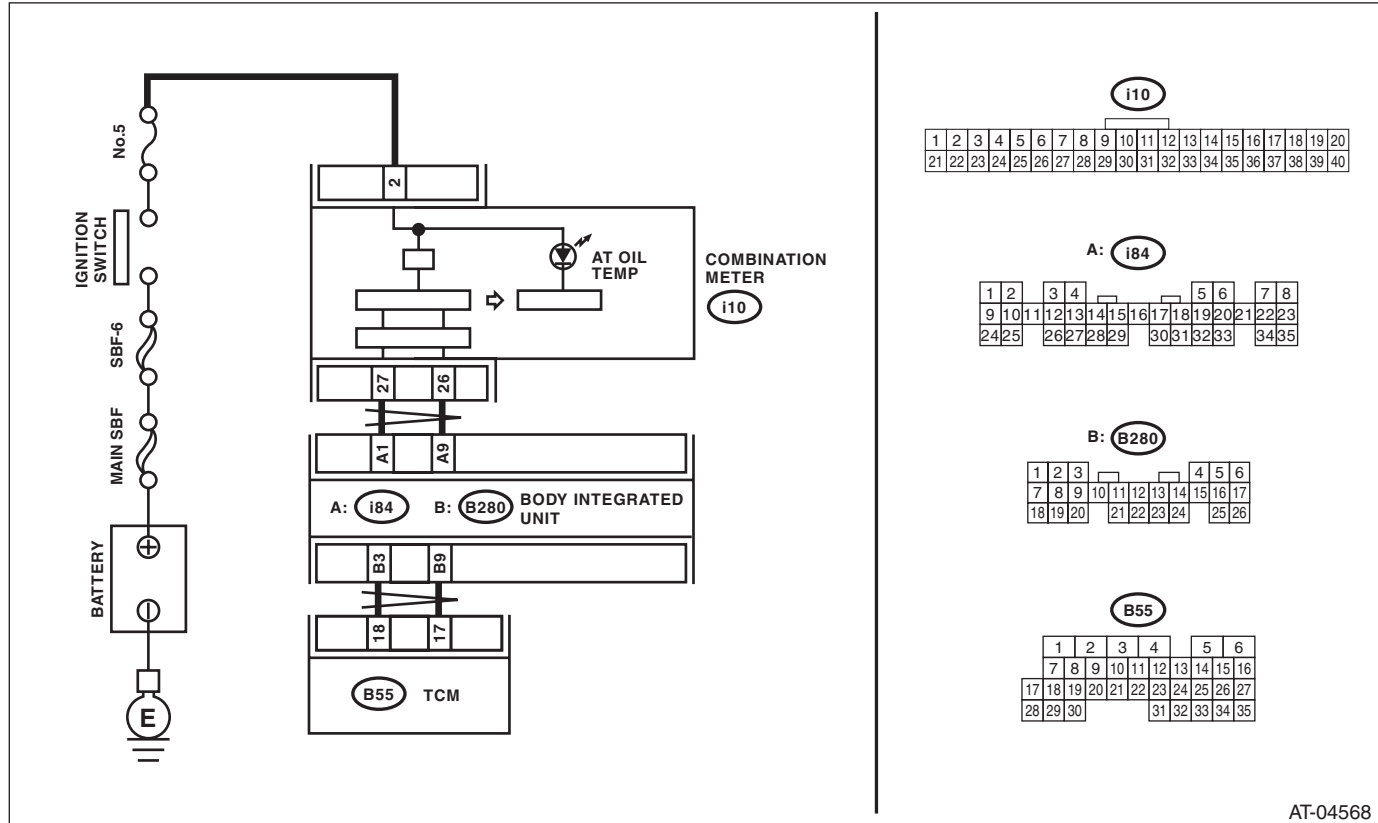 No.5
IGNITION
SWITCH
SBF-6
MAIN SBF
BATTERY
E
2
AT OIL
TEMP
COMBINATION
METER
i10
27 26
A1 A9
A: i84 B: B280 BODY INTEGRATED
UNIT
B3 B9
18 17
B55 TCM
i10
1 2 3 4 5 6 7 8 9 10 11 12 13 14 15 16 17 18 19 20
21 22 23 24 25 26 27 28 29 30 31 32 33 34 35 36 37 38 39 40
A: i84
1 2 3 4 5 6 7 8
9 10 11 12 13 14 15 16 17 18 19 20 21 22 23
24 25 26 27 28 29 30 31 32 33 34 35
B: B280
1 2 3 4 5 6
7 8 9 10 11 12 13 14 15 16 17
18 19 20 21 22 23 24 25 26
B55
1 2 3 4 5 6
7 8 9 10 11 12 13 14 15 16
17 18 19 20 21 22 23 24 25 26 27
28 29 30 31 32 33 34 35
AT-04568